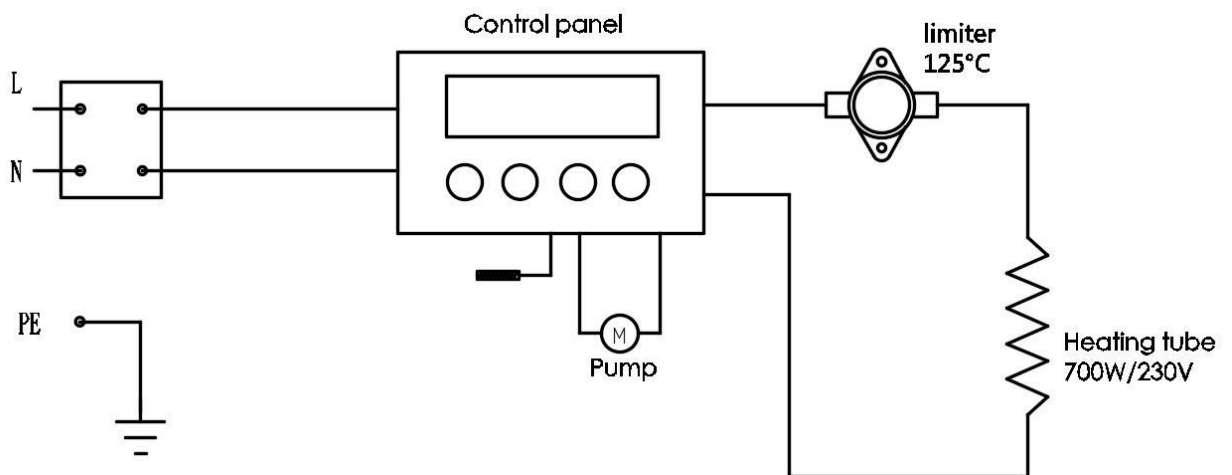 Control panel
limiter
125°C
L
N
PE
M
Pump
Heating tube
700W/230V